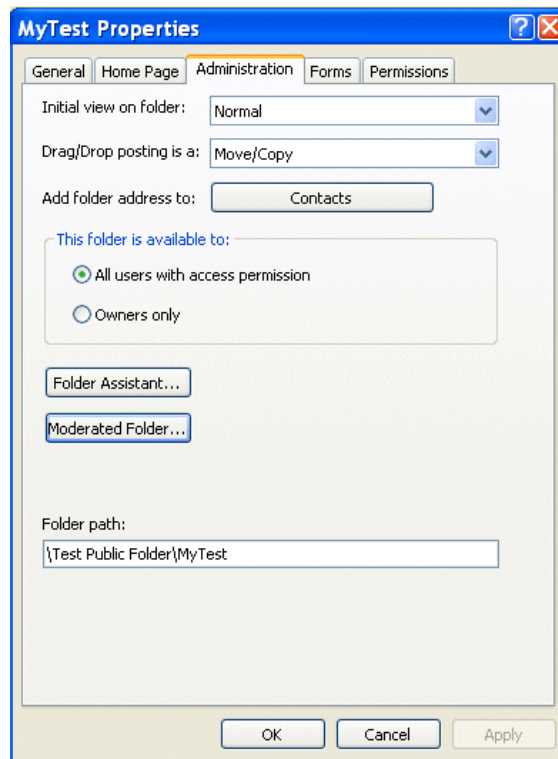 MyTest Properties
General Home Page Administration Forms Permissions
Initial view on folder: Normal
Drag/Drop posting is a: Move/Copy
Add folder address to: Contacts
This folder is available to:
All users with access permission
Owners only
Folder Assistant...
Moderated Folder...
Folder path:
\Test Public Folder\MyTest
OK Cancel Apply